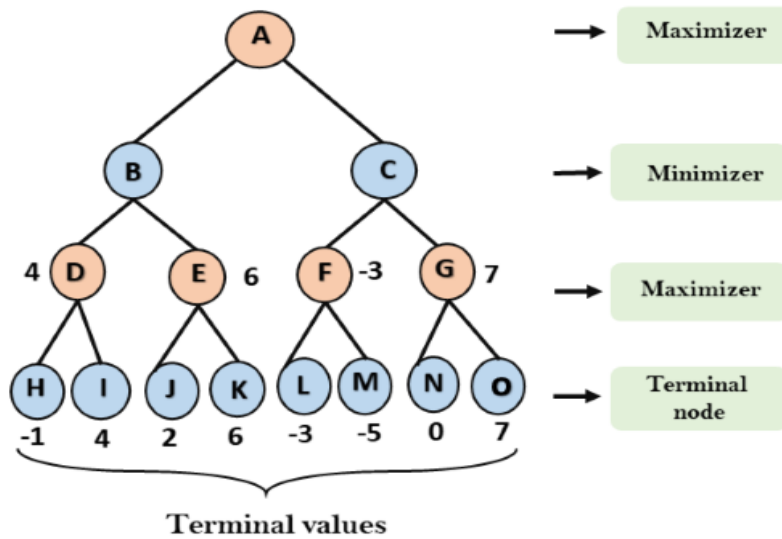 A
Maximizer
B
C
Minimizer
4 D
E 6
F -3
G 7
Maximizer
H I J K L M N O
Terminal
node
-1 4 2 6 -3 -5 0 7
Terminal values